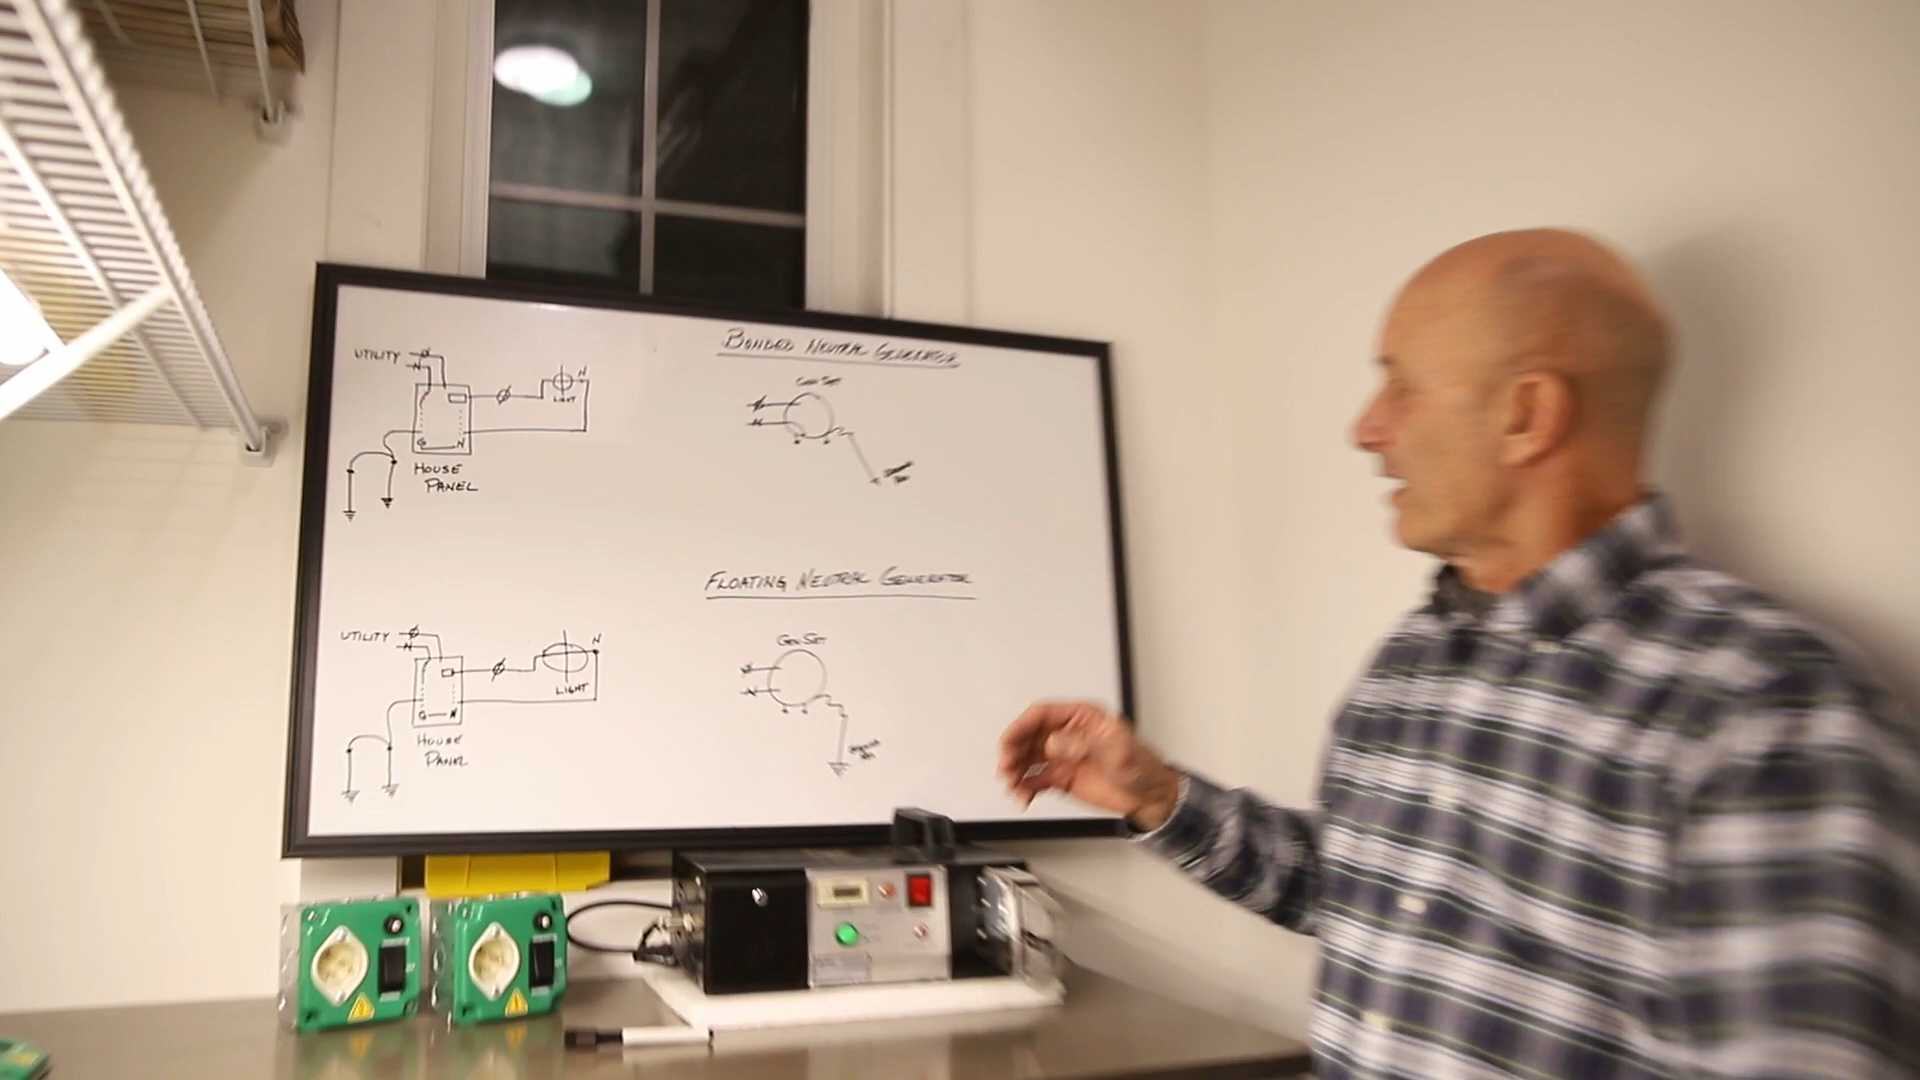 UTILITY Ø
N
Ø
N
LIGHT
G N
HOUSE
PANEL
BONDED NEUTRAL GENERATOR
GEN SET
Ø
N
FLOATING NEUTRAL GENERATOR
UTILITY Ø
N
Ø
N
LIGHT
G N
HOUSE
PANEL
GEN SET
Ø
N